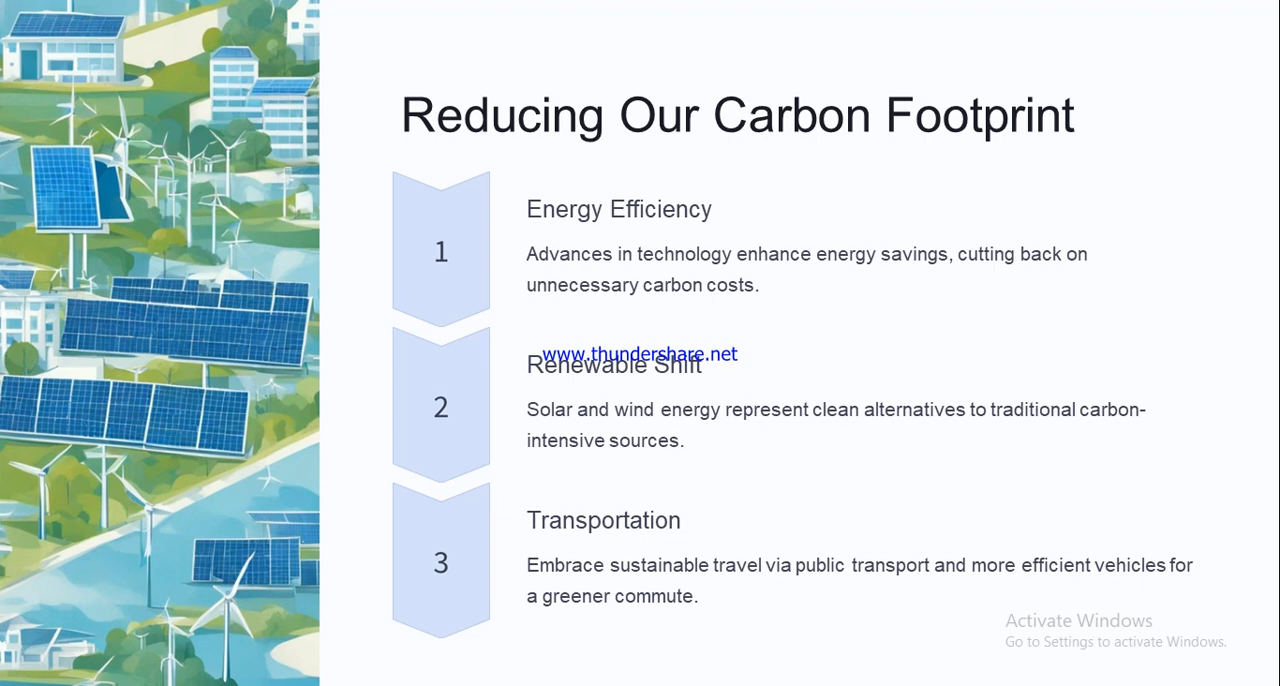 Reducing Our Carbon Footprint
1
Energy Efficiency
Advances in technology enhance energy savings, cutting back on
unnecessary carbon costs.
www.thundershare.net
2
Renewable Shift
Solar and wind energy represent clean alternatives to traditional carbon-
intensive sources.
3
Transportation
Embrace sustainable travel via public transport and more efficient vehicles for
a greener commute.
Activate Windows
Go to Settings to activate Windows.